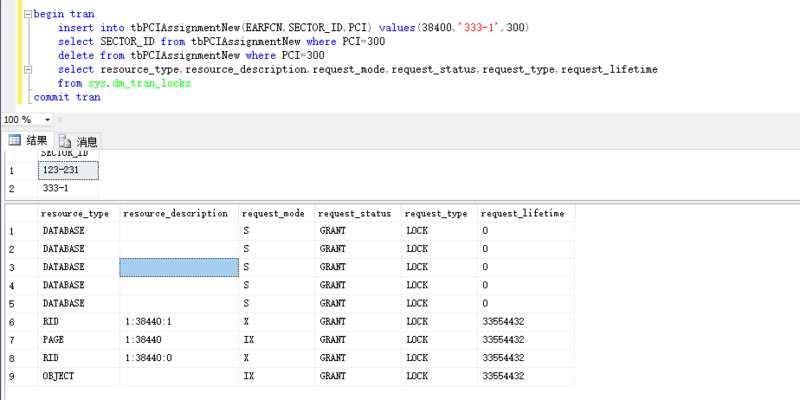 begin tran
insert into tbPCIAssignmentNew(EARFCN,SECTOR_ID,PCI) values(38400,'333-1',300)
select SECTOR_ID from tbPCIAssignmentNew where PCI=300
delete from tbPCIAssignmentNew where PCI=300
select resource_type,resource_description,request_mode,request_status,request_type,request_lifetime
from sys.dm_tran_locks
commit tran
100 %
结果 消息
SECTOR_ID
1 123-231
2 333-1
resource_type resource_description request_mode request_status request_type request_lifetime
1 DATABASE S GRANT LOCK 0
2 DATABASE S GRANT LOCK 0
3 DATABASE S GRANT LOCK 0
4 DATABASE S GRANT LOCK 0
5 DATABASE S GRANT LOCK 0
6 RID 1:38440:1 X GRANT LOCK 33554432
7 PAGE 1:38440 IX GRANT LOCK 33554432
8 RID 1:38440:0 X GRANT LOCK 33554432
9 OBJECT IX GRANT LOCK 33554432